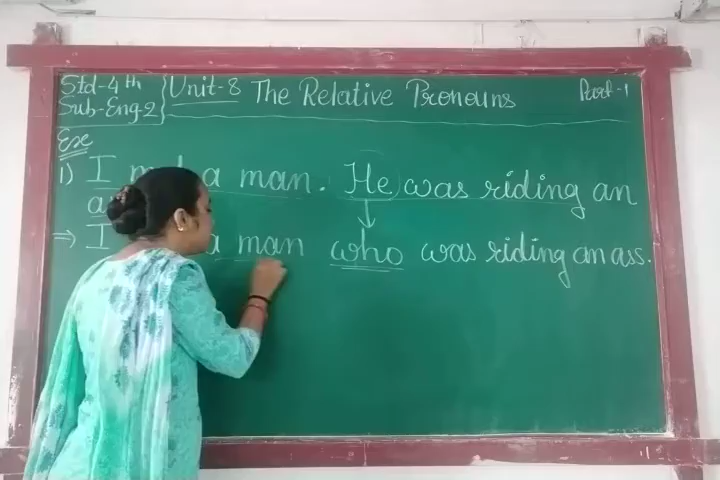 Std-4th Unit-8 The Relative Pronouns Part-1
Sub-Eng-2
Exe
1) I a man. He was riding an
⇒ I a man who was riding an ass.